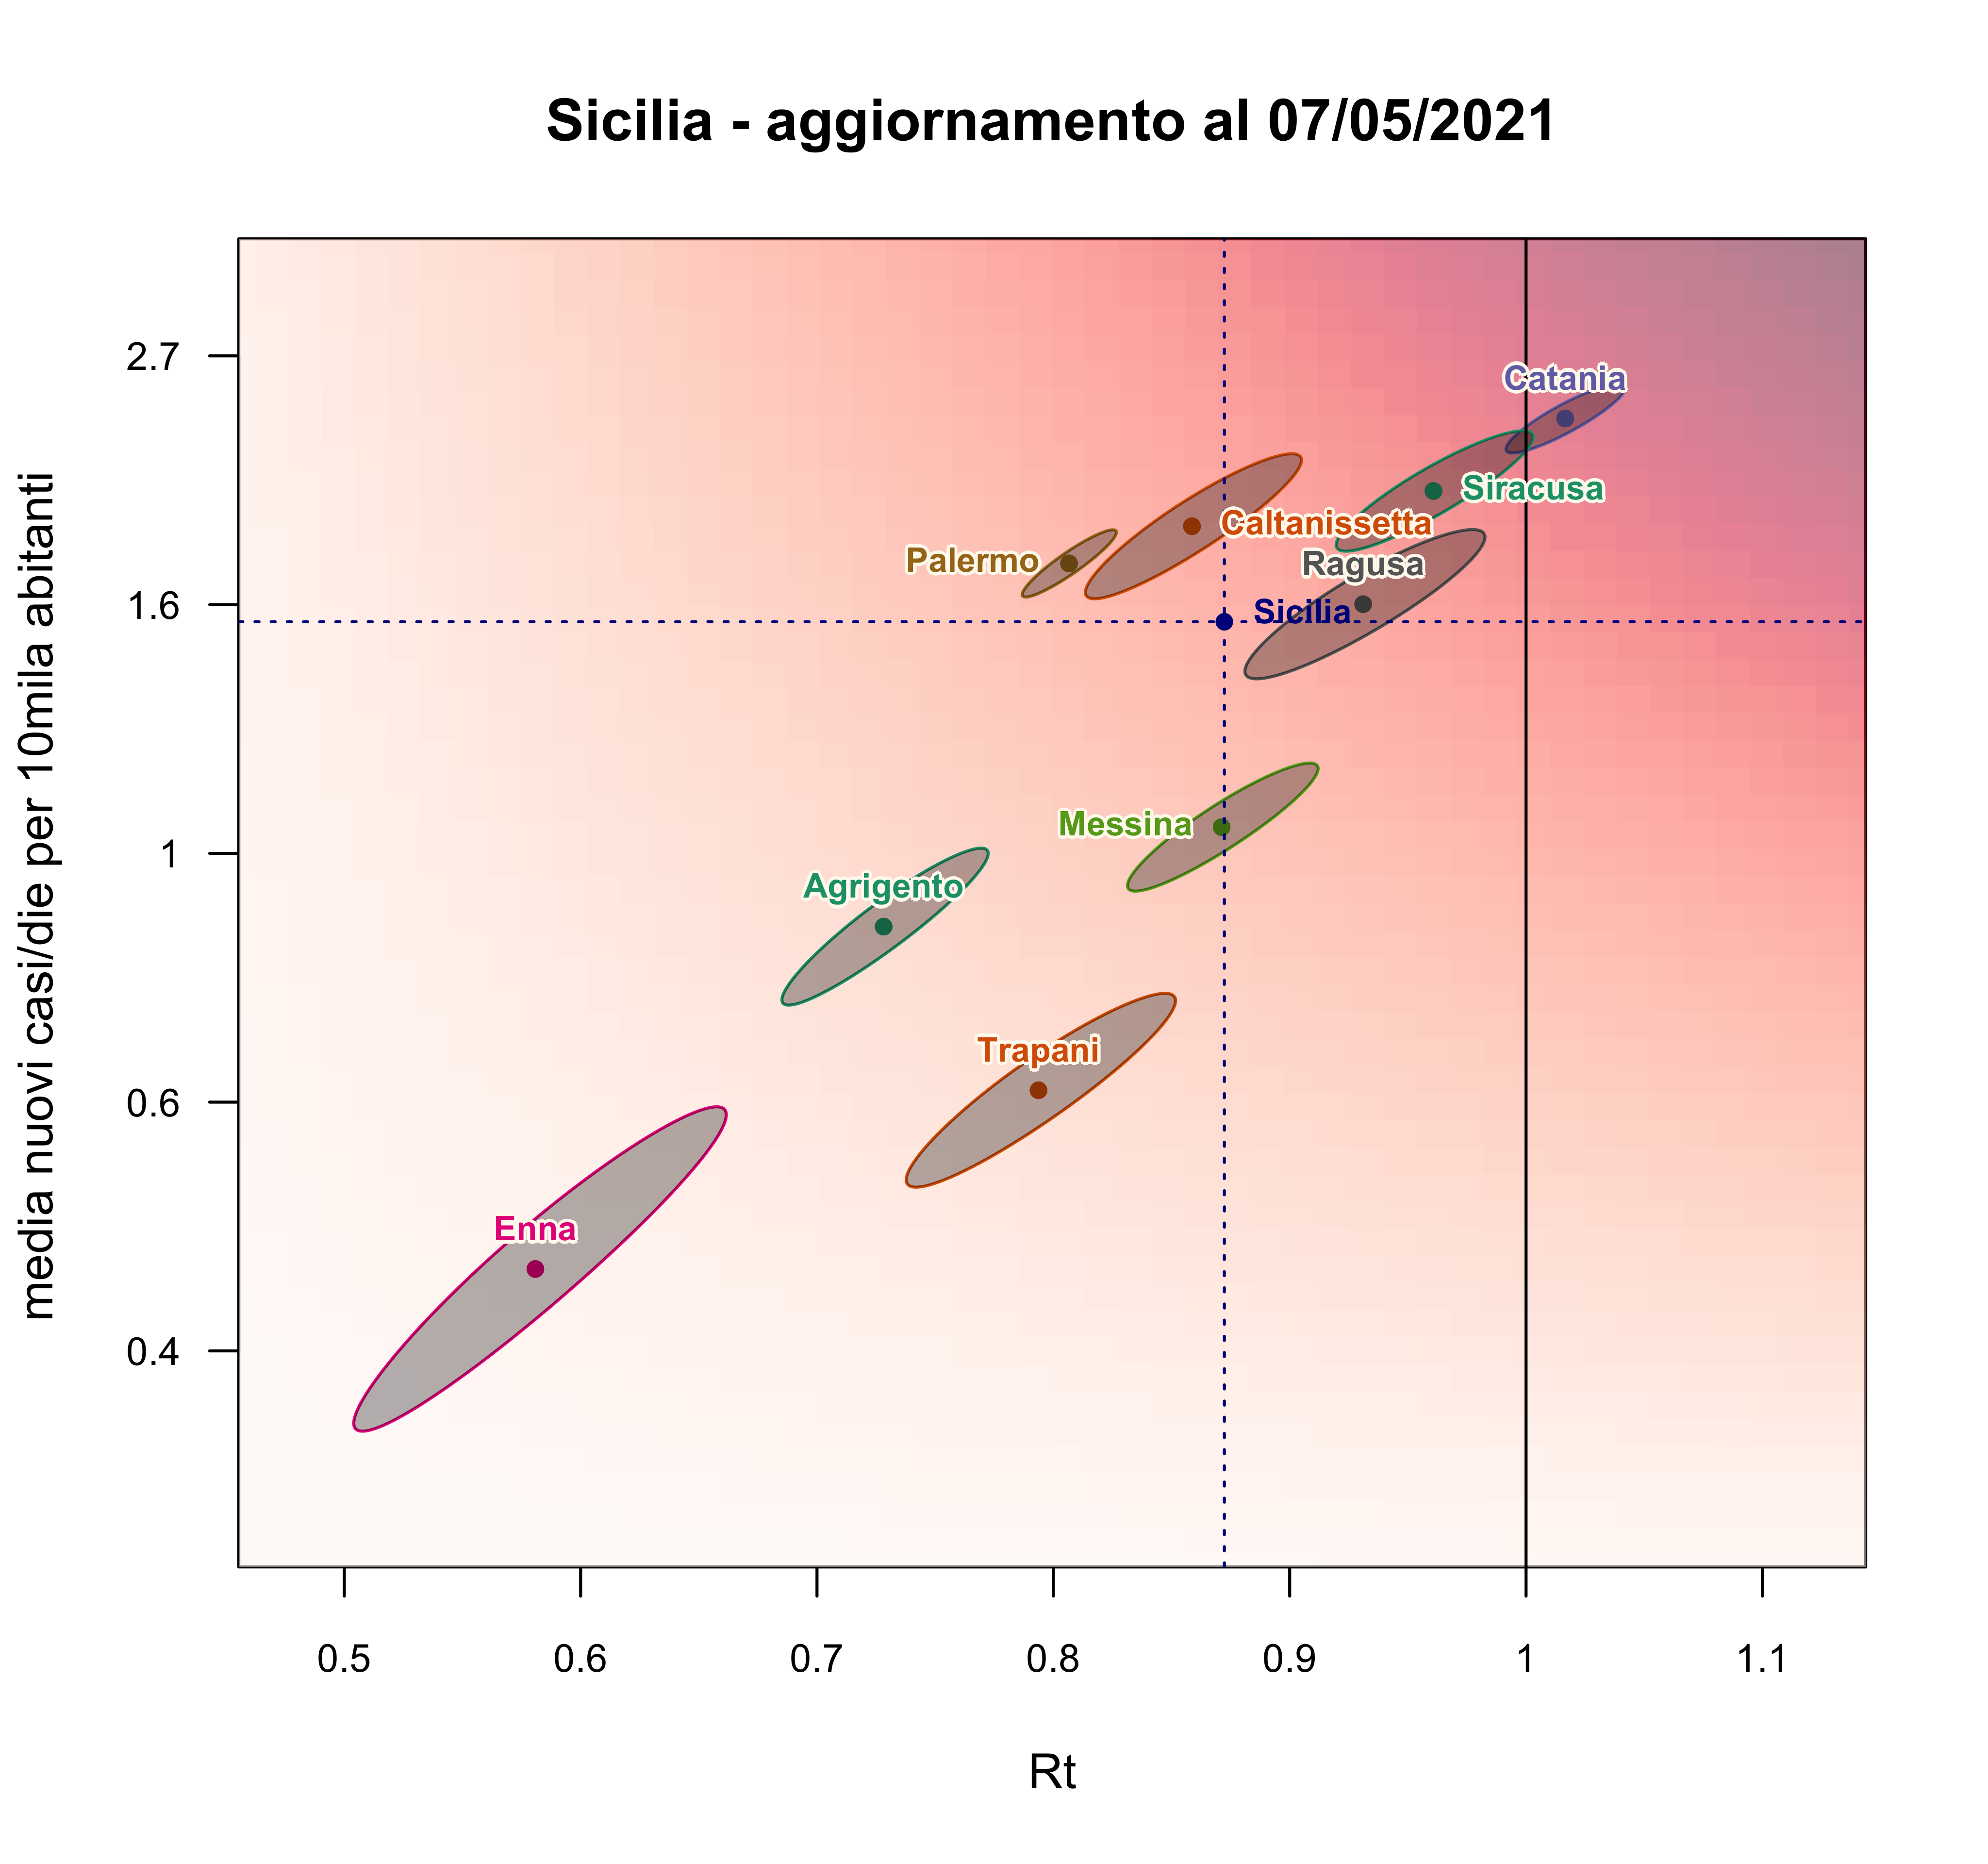 Sicilia - aggiornamento al 07/05/2021
media nuovi casi/die per 10mila abitanti
2.7
1.6
1
0.6
0.4
Catania
Siracusa
Caltanissetta
Palermo
Ragusa
Sicilia
Messina
Agrigento
Trapani
Enna
0.5
0.6
0.7
0.8
0.9
1
1.1
Rt